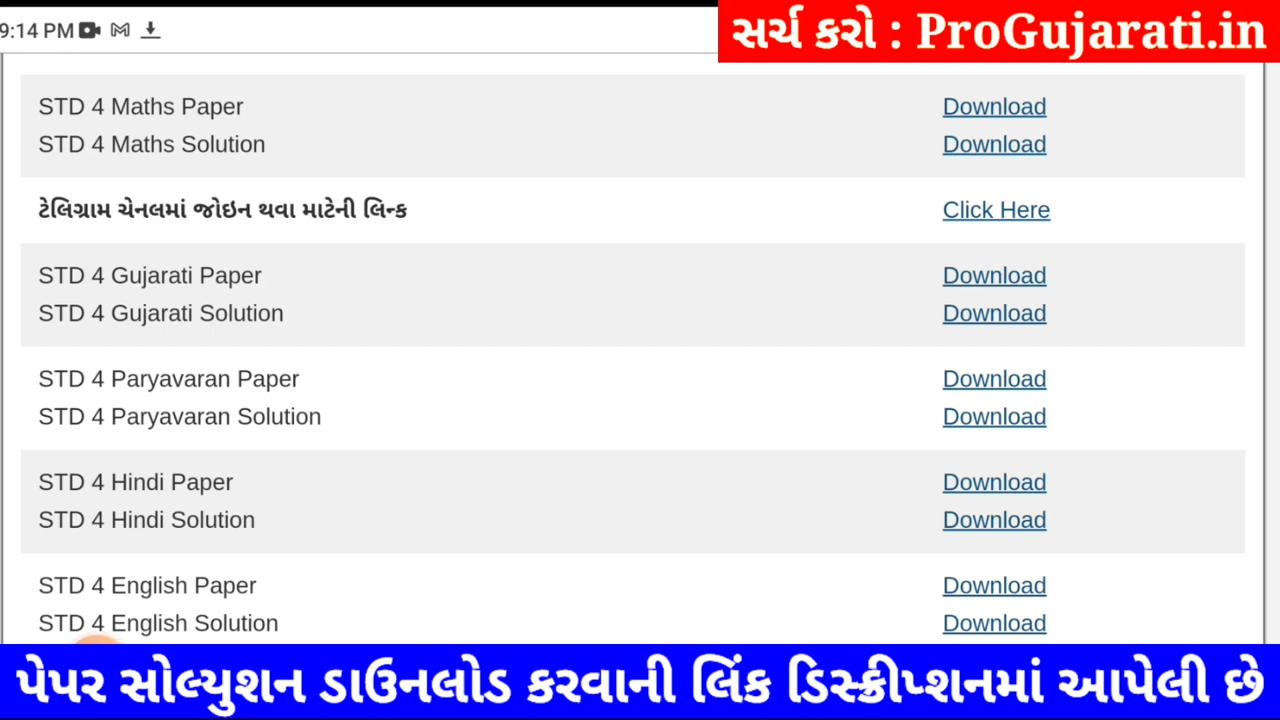 9:14 PM
સર્ચ કરો : ProGujarati.in
STD 4 Maths Paper Download
STD 4 Maths Solution Download
ટેલિગ્રામ ચેનલમાં જોઇન થવા માટેની લિન્ક Click Here
STD 4 Gujarati Paper Download
STD 4 Gujarati Solution Download
STD 4 Paryavaran Paper Download
STD 4 Paryavaran Solution Download
STD 4 Hindi Paper Download
STD 4 Hindi Solution Download
STD 4 English Paper Download
STD 4 English Solution Download
પેપર સોલ્યુશન ડાઉનલોડ કરવાની લિંક ડિસ્ક્રીપ્શનમાં આપેલી છે